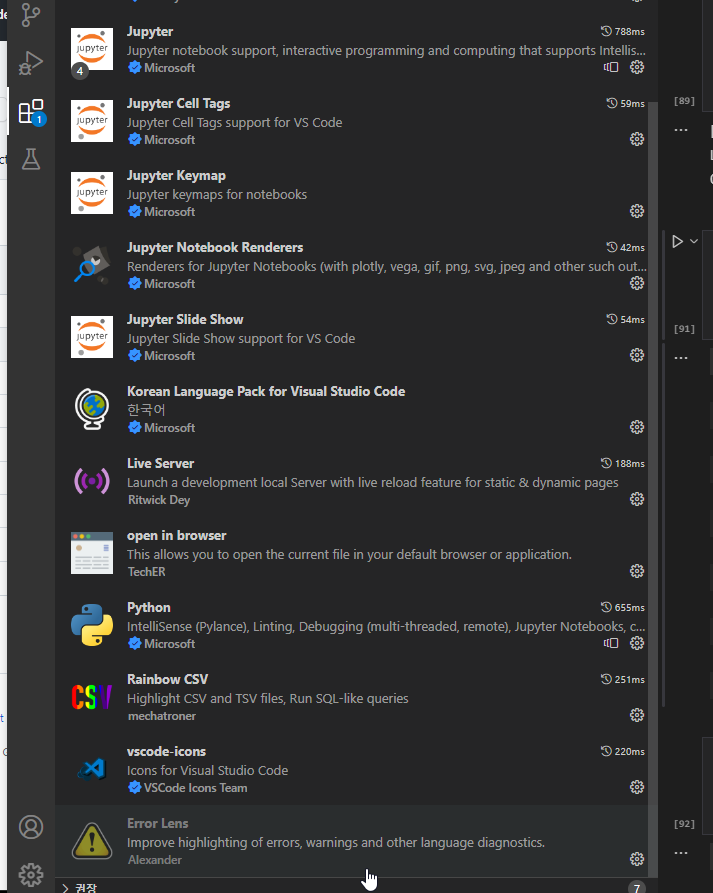 Jupyter
788ms
Jupyter notebook support, interactive programming and computing that supports Intellis...
4
Microsoft
[89]
Jupyter Cell Tags
59ms
Jupyter Cell Tags support for VS Code
Microsoft
1
Jupyter Keymap
Jupyter keymaps for notebooks
Microsoft
Jupyter Notebook Renderers
42ms
Renderers for Jupyter Notebooks (with plotly, vega, gif, png, svg, jpeg and other such out...
Microsoft
Jupyter Slide Show
54ms
Jupyter Slide Show support for VS Code
[91]
Microsoft
Korean Language Pack for Visual Studio Code
한국어
Microsoft
Live Server
188ms
Launch a development local Server with live reload feature for static & dynamic pages
Ritwick Dey
open in browser
This allows you to open the current file in your default browser or application.
TechER
Python
655ms
IntelliSense (Pylance), Linting, Debugging (multi-threaded, remote), Jupyter Notebooks, c...
Microsoft
Rainbow CSV
251ms
Highlight CSV and TSV files, Run SQL-like queries
CSV
mechatroner
vscode-icons
220ms
Icons for Visual Studio Code
VSCode Icons Team
Error Lens
[92]
Improve highlighting of errors, warnings and other language diagnostics.
Alexander
권장
7
jupyter
jupyter
jupyter
jupyter